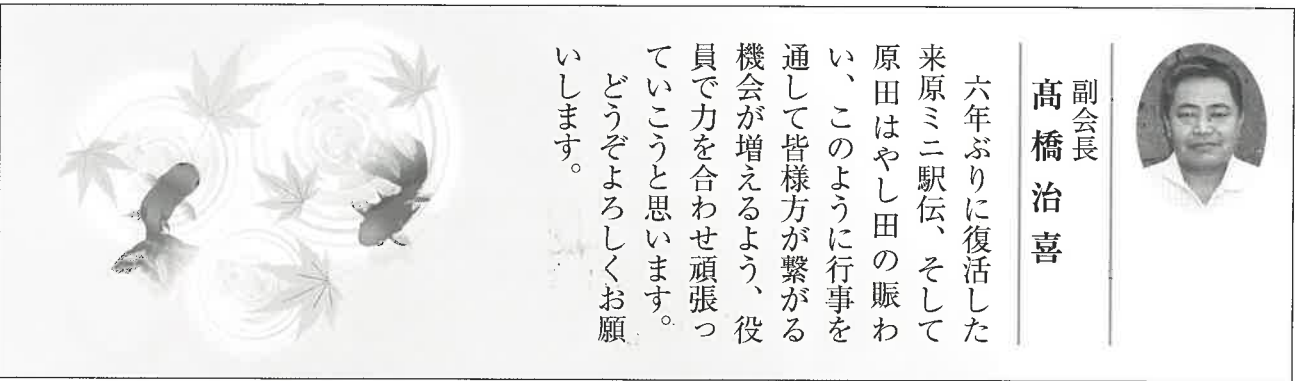 副会長
髙橋治喜
六年ぶりに復活した
来原ミニ駅伝、そして
原田はやし田の賑わ
い、このように行事を
通して皆様方が繋がる
機会が増えるよう、役
員で力を合わせ頑張っ
ていこうと思います。
どうぞよろしくお願
いします。